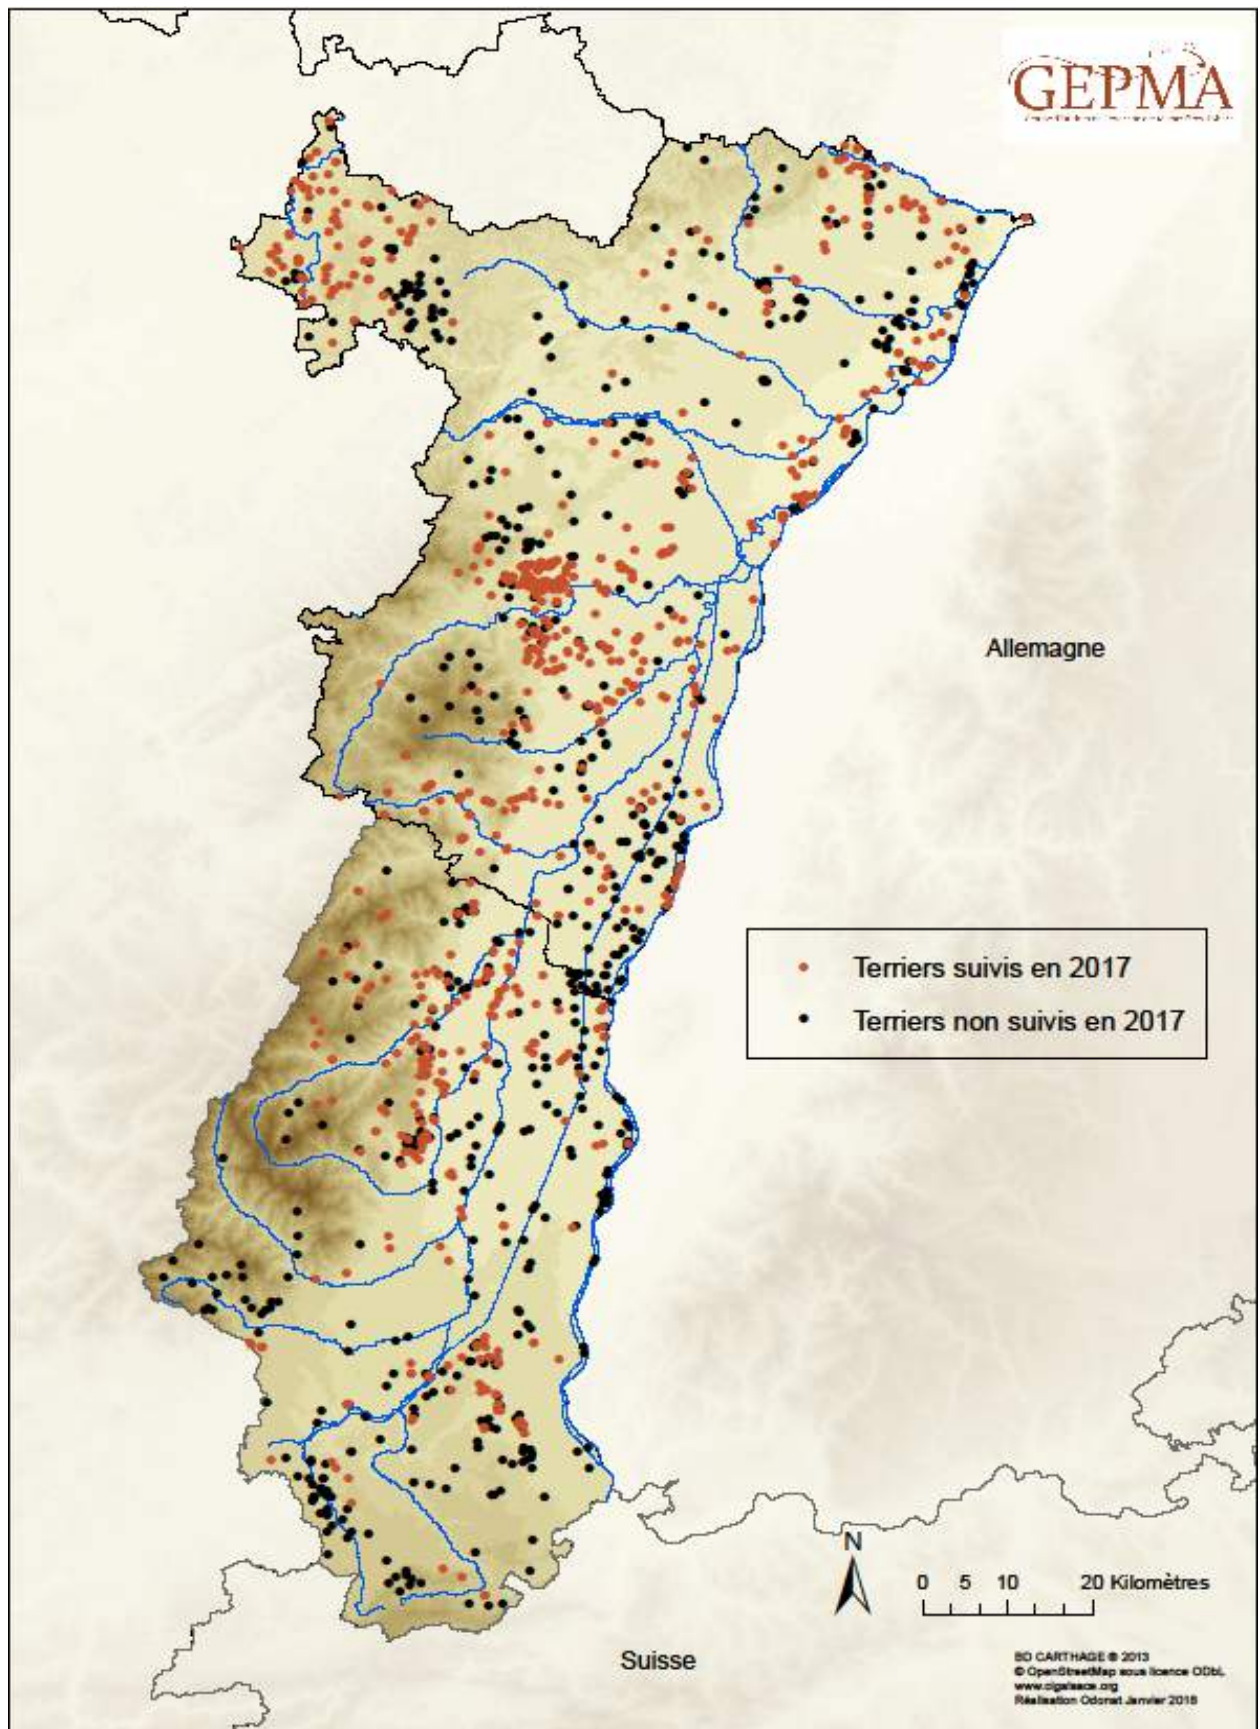 GEPMA
Allemagne
Terriers suivis en 2017
Terriers non suivis en 2017
N
0 5 10 20 Kilomètres
Suisse
BD CARTHAGE © 2013
© OpenStreetMap sous licence ODbL
www.cigalsace.org
Réalisation Odonat Janvier 2018